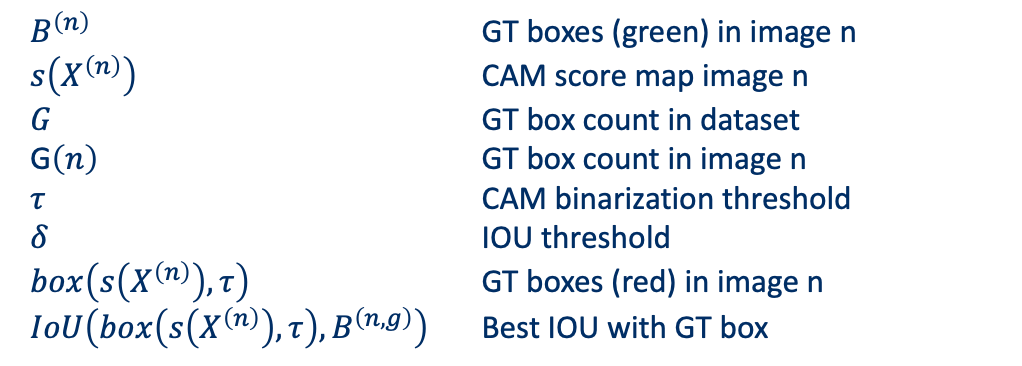 B^(n) GT boxes (green) in image n
s(X^(n)) CAM score map image n
G GT box count in dataset
G(n) GT box count in image n
τ CAM binarization threshold
δ IOU threshold
box(s(X^(n)), τ) GT boxes (red) in image n
IoU(box(s(X^(n)), τ), B^(n,g)) Best IOU with GT box